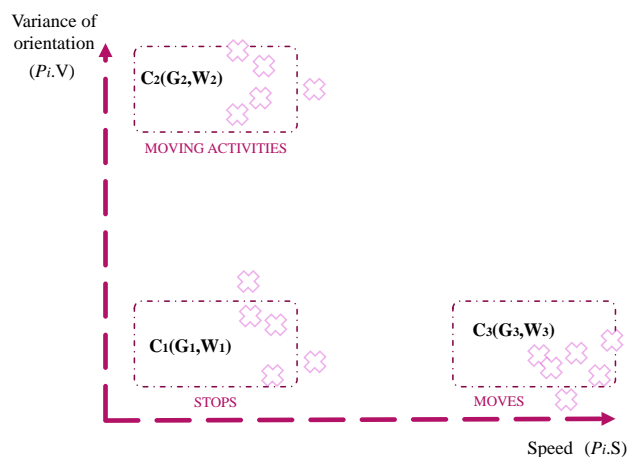 Variance of
orientation
(Pi.V)
C2(G2,W2)
MOVING ACTIVITIES
C1(G1,W1)
C3(G3,W3)
STOPS
MOVES
Speed (Pi.S)